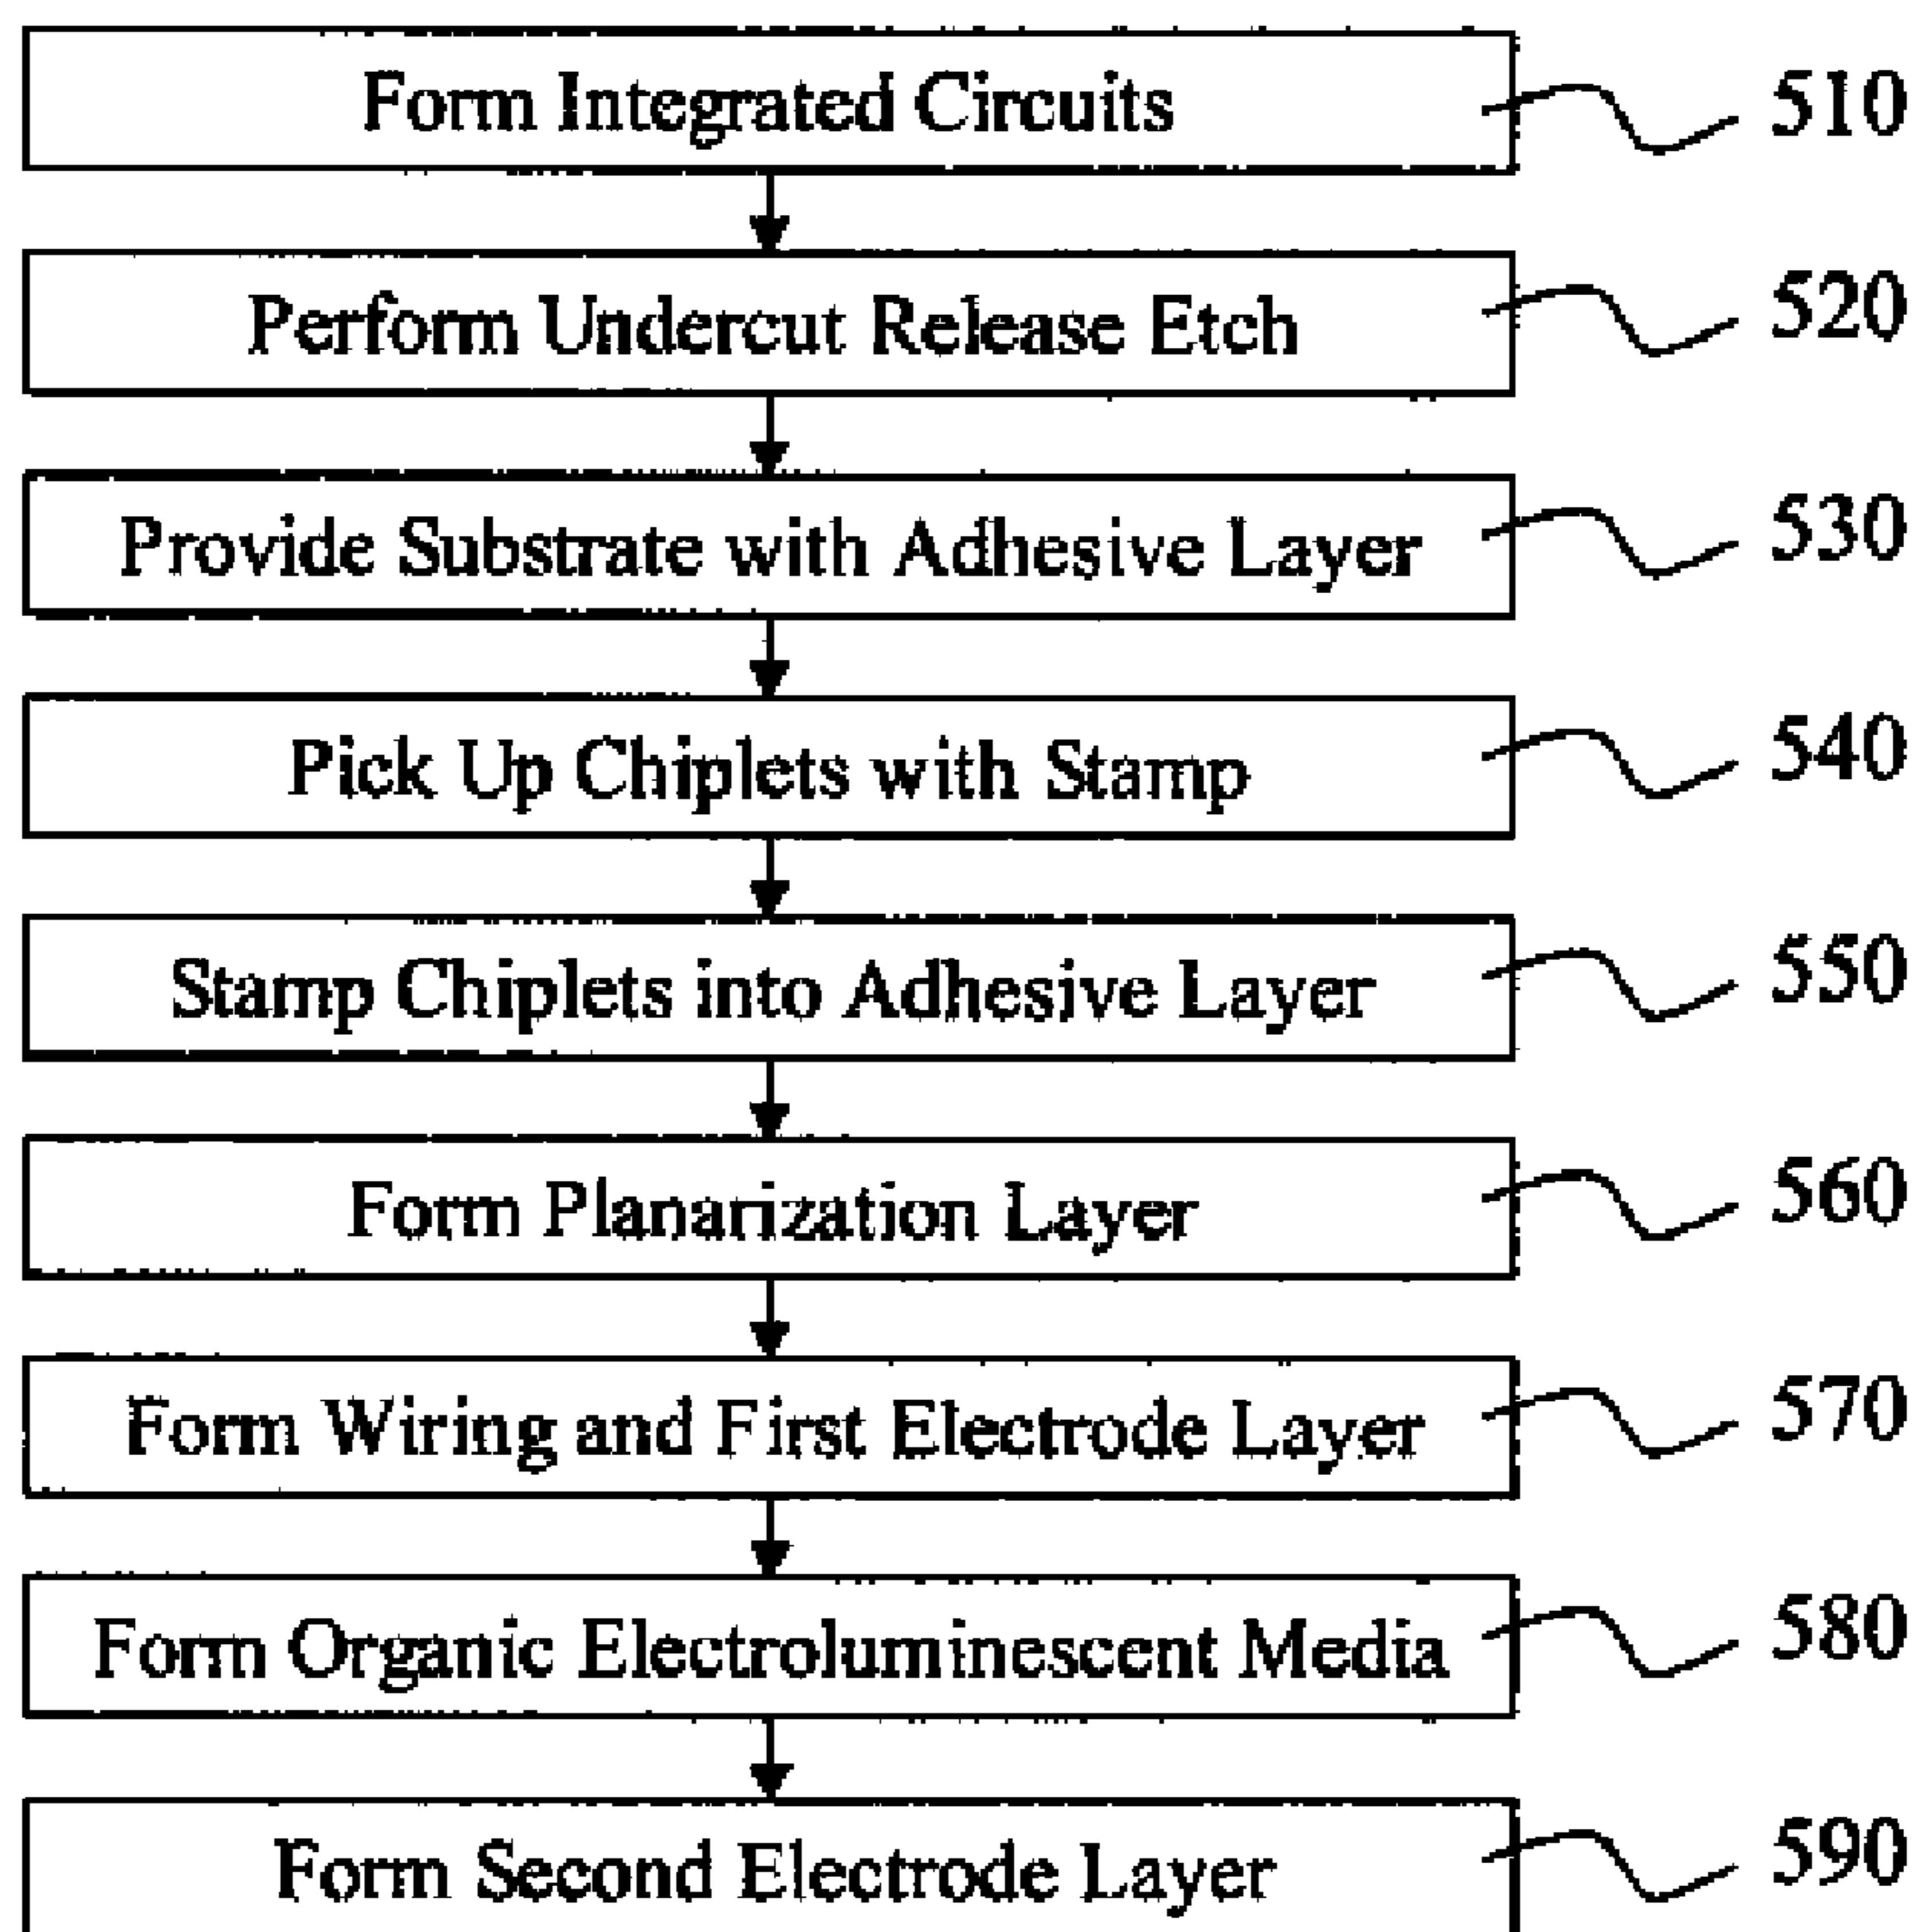 Form Integrated Circuits 510
Perform Undercut Release Etch 520
Provide Substrate with Adhesive Layer 530
Pick Up Chiplets with Stamp 540
Stamp Chiplets into Adhesive Layer 550
Form Planarization Layer 560
Form Wiring and First Electrode Layer 570
Form Organic Electroluminescent Media 580
Form Second Electrode Layer 590